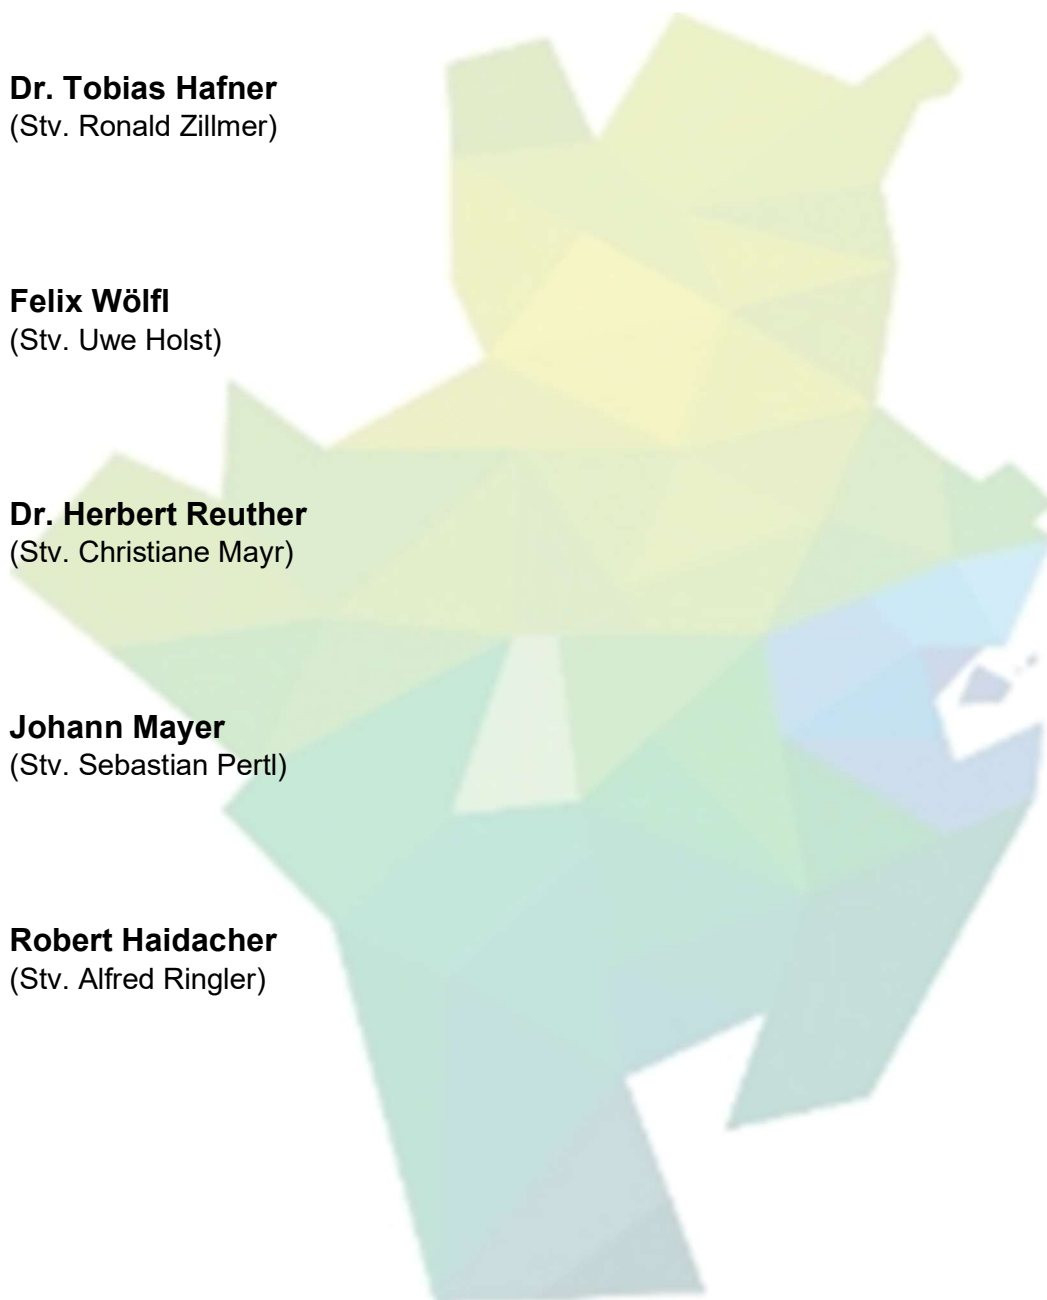 Dr. Tobias Hafner
(Stv. Ronald Zillmer)
Felix Wölfl
(Stv. Uwe Holst)
Dr. Herbert Reuther
(Stv. Christiane Mayr)
Johann Mayer
(Stv. Sebastian Pertl)
Robert Haidacher
(Stv. Alfred Ringler)